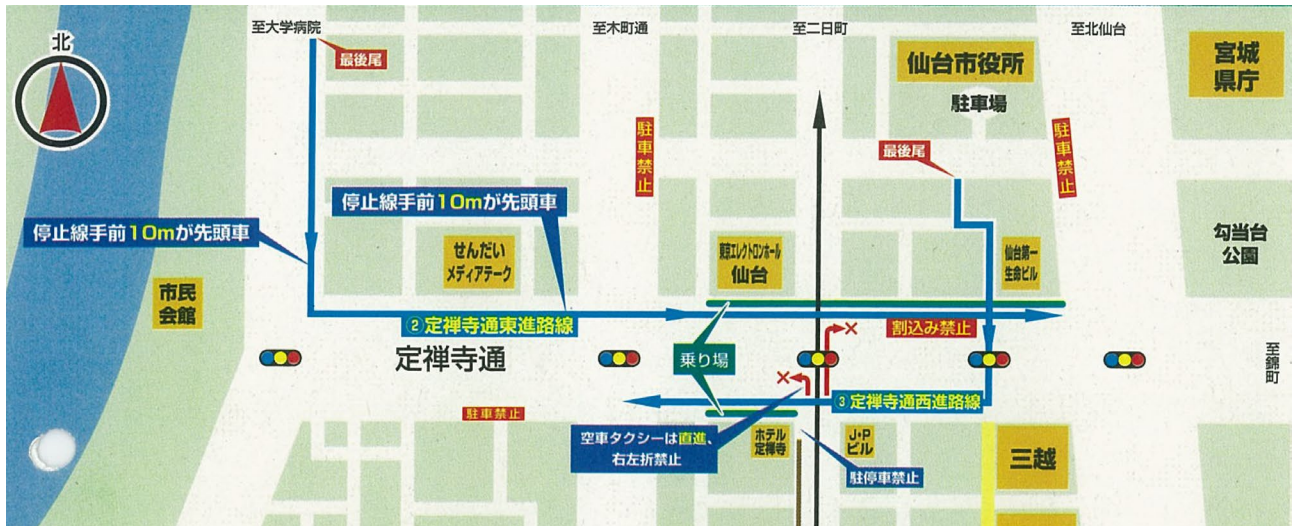 至大学病院
至木町通
至二日町
至北仙台
北
最後尾
仙台市役所
駐車場
宮城
県庁
駐車禁止
駐車禁止
最後尾
停止線手前10mが先頭車
停止線手前10mが先頭車
せんだい
メディアテーク
東京エレクトロンホール
仙台
仙台第一
生命ビル
勾当台
公園
市民
会館
②定禅寺通東進路線
割込み禁止
定禅寺通
乗り場
至錦町
③定禅寺通西進路線
駐車禁止
空車タクシーは直進、
右左折禁止
ホテル
定禅寺
J・P
ビル
三越
駐停車禁止